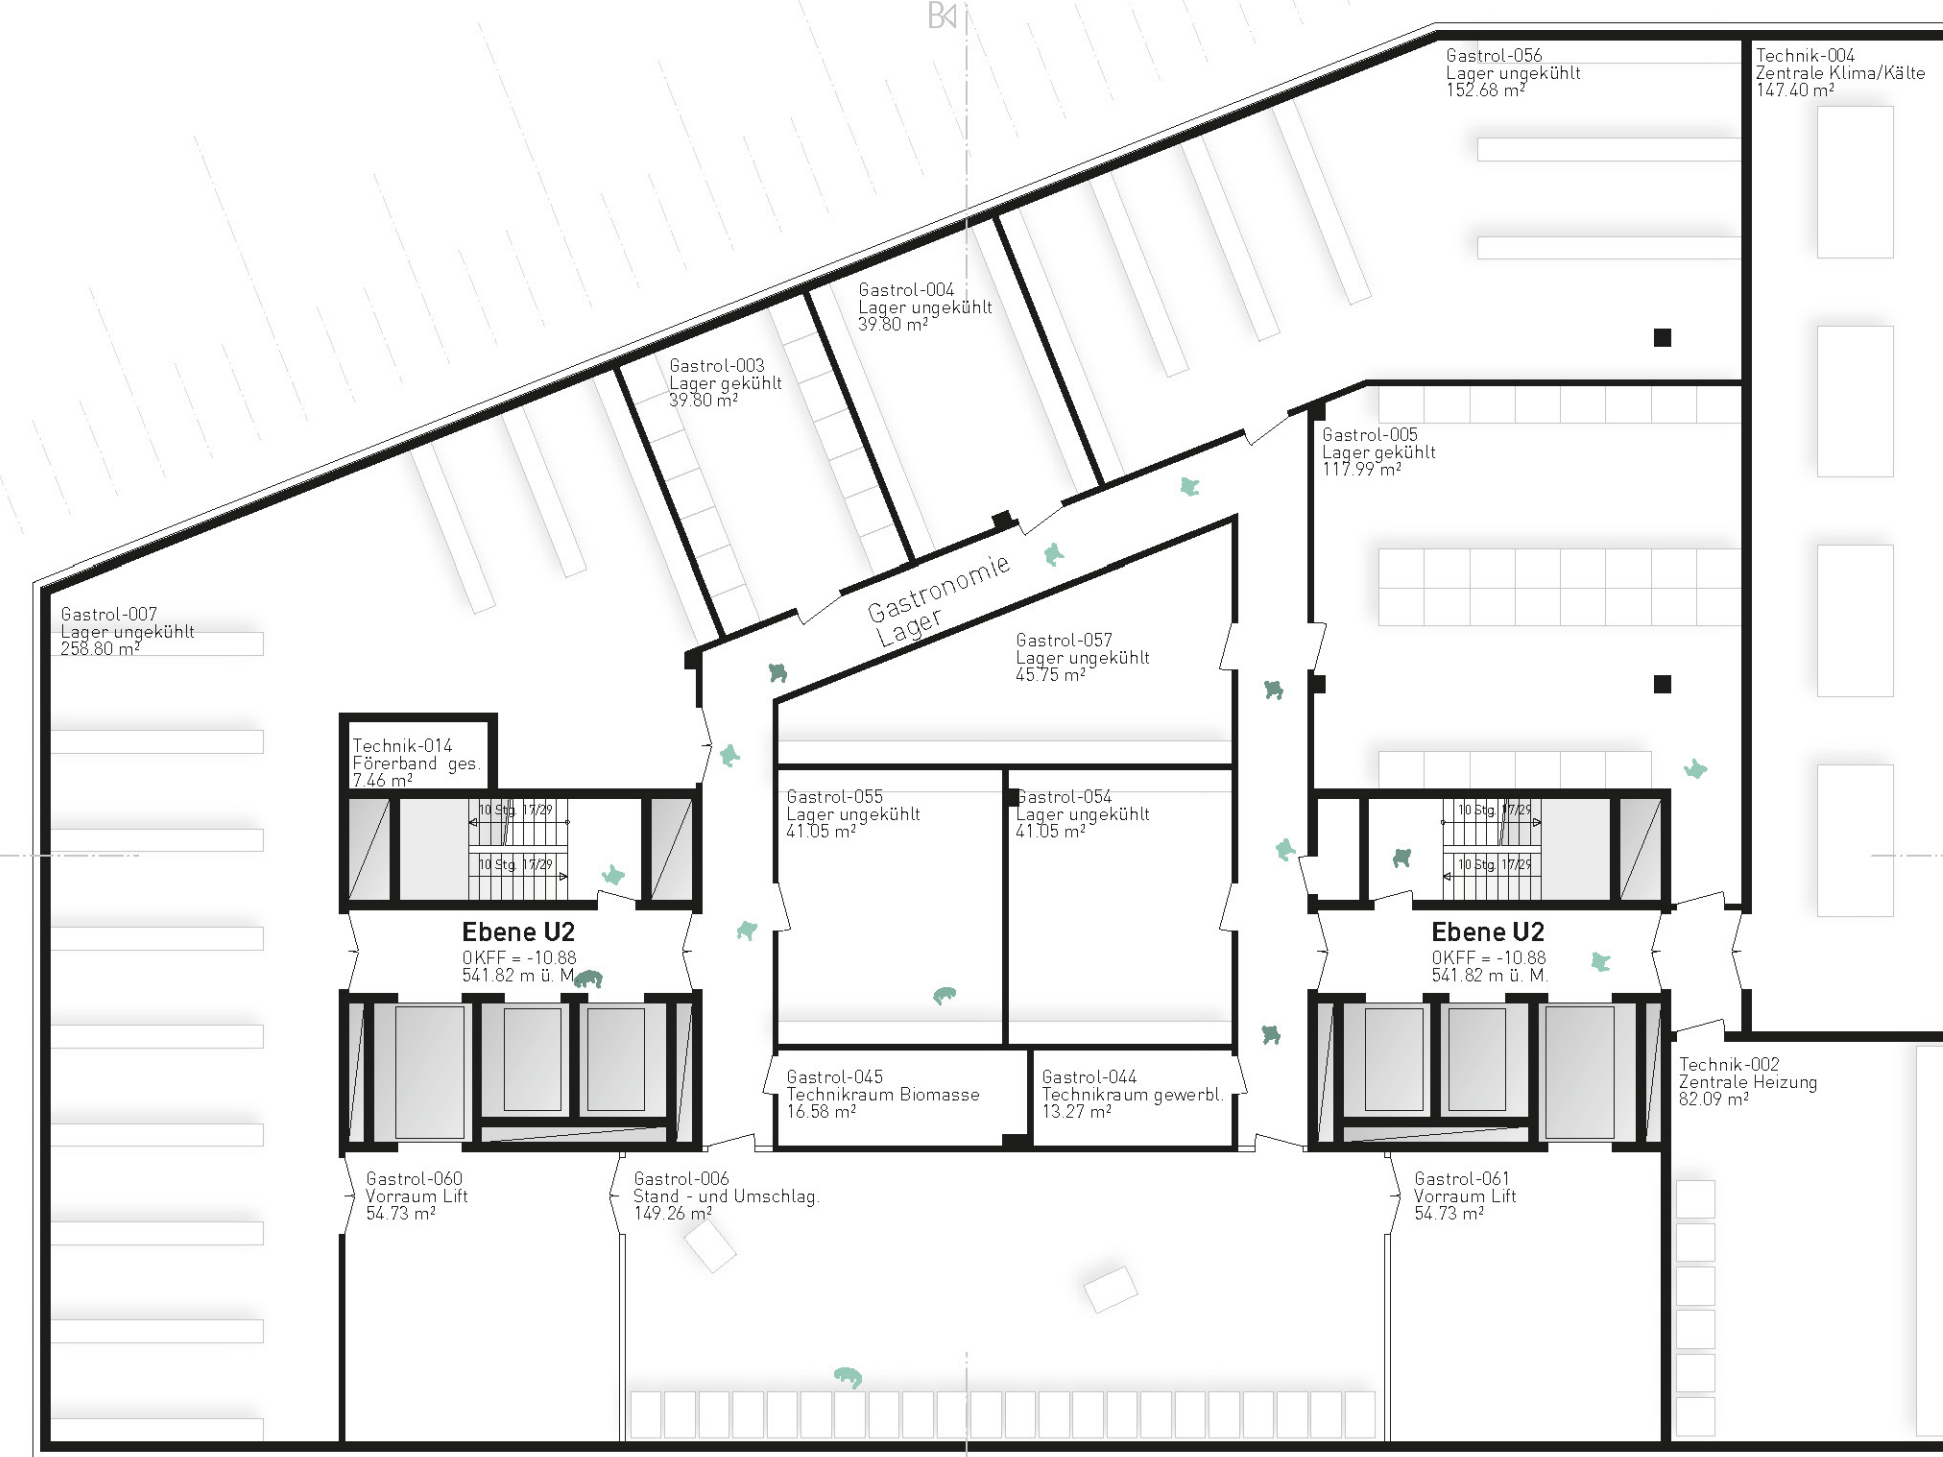 B
Gastrol-056
Lager ungekühlt
152.68 m²
Technik-004
Zentrale Klima/Kälte
147.40 m²
Gastrol-004
Lager ungekühlt
39.80 m²
Gastrol-003
Lager gekühlt
39.80 m²
Gastrol-005
Lager gekühlt
117.99 m²
Gastronomie
Lager
Gastrol-007
Lager ungekühlt
258.80 m²
Gastrol-057
Lager ungekühlt
45.75 m²
Technik-014
Förerband ges.
7.46 m²
10 Stg. 17/29
10 Stg. 17/29
Gastrol-055
Lager ungekühlt
41.05 m²
Gastrol-054
Lager ungekühlt
41.05 m²
10 Stg. 17/29
10 Stg. 17/29
Ebene U2
OKFF = -10.88
541.82 m ü. M.
Ebene U2
OKFF = -10.88
541.82 m ü. M.
Gastrol-045
Technikraum Biomasse
16.58 m²
Gastrol-044
Technikraum gewerbl.
13.27 m²
Technik-002
Zentrale Heizung
82.09 m²
Gastrol-060
Vorraum Lift
54.73 m²
Gastrol-006
Stand - und Umschlag.
149.26 m²
Gastrol-061
Vorraum Lift
54.73 m²